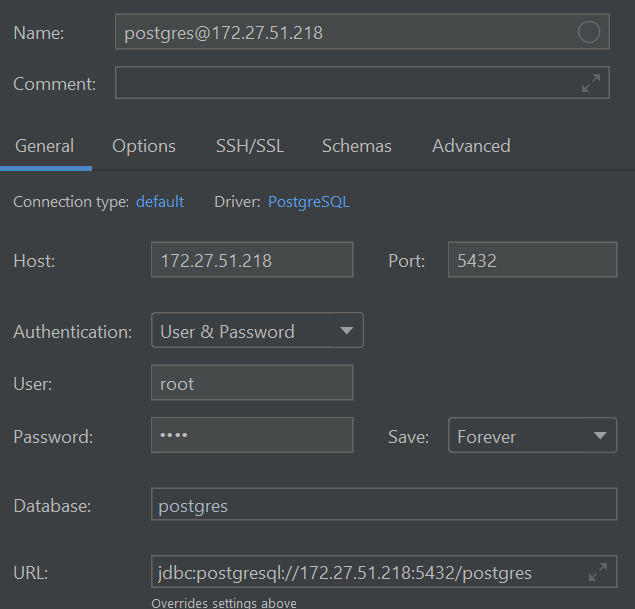 Name: postgres@172.27.51.218
Comment:
General Options SSH/SSL Schemas Advanced
Connection type: default Driver: PostgreSQL
Host: 172.27.51.218 Port: 5432
Authentication: User & Password
User: root
Password: •••• Save: Forever
Database: postgres
URL: jdbc:postgresql://172.27.51.218:5432/postgres
Overrides settings above